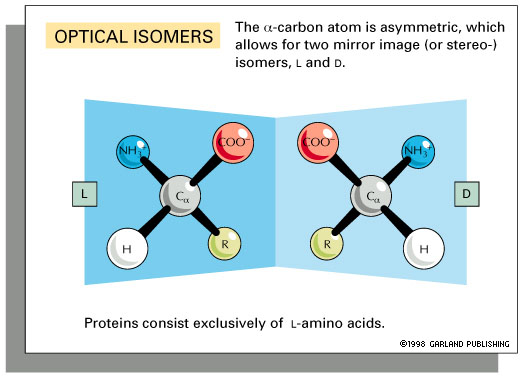 OPTICAL ISOMERS
The α-carbon atom is asymmetric, which
allows for two mirror image (or stereo-)
isomers, L and D.
NH3+ COO– COO– NH3+
L Cα Cα D
H R R H
Proteins consist exclusively of L-amino acids.
©1998 GARLAND PUBLISHING